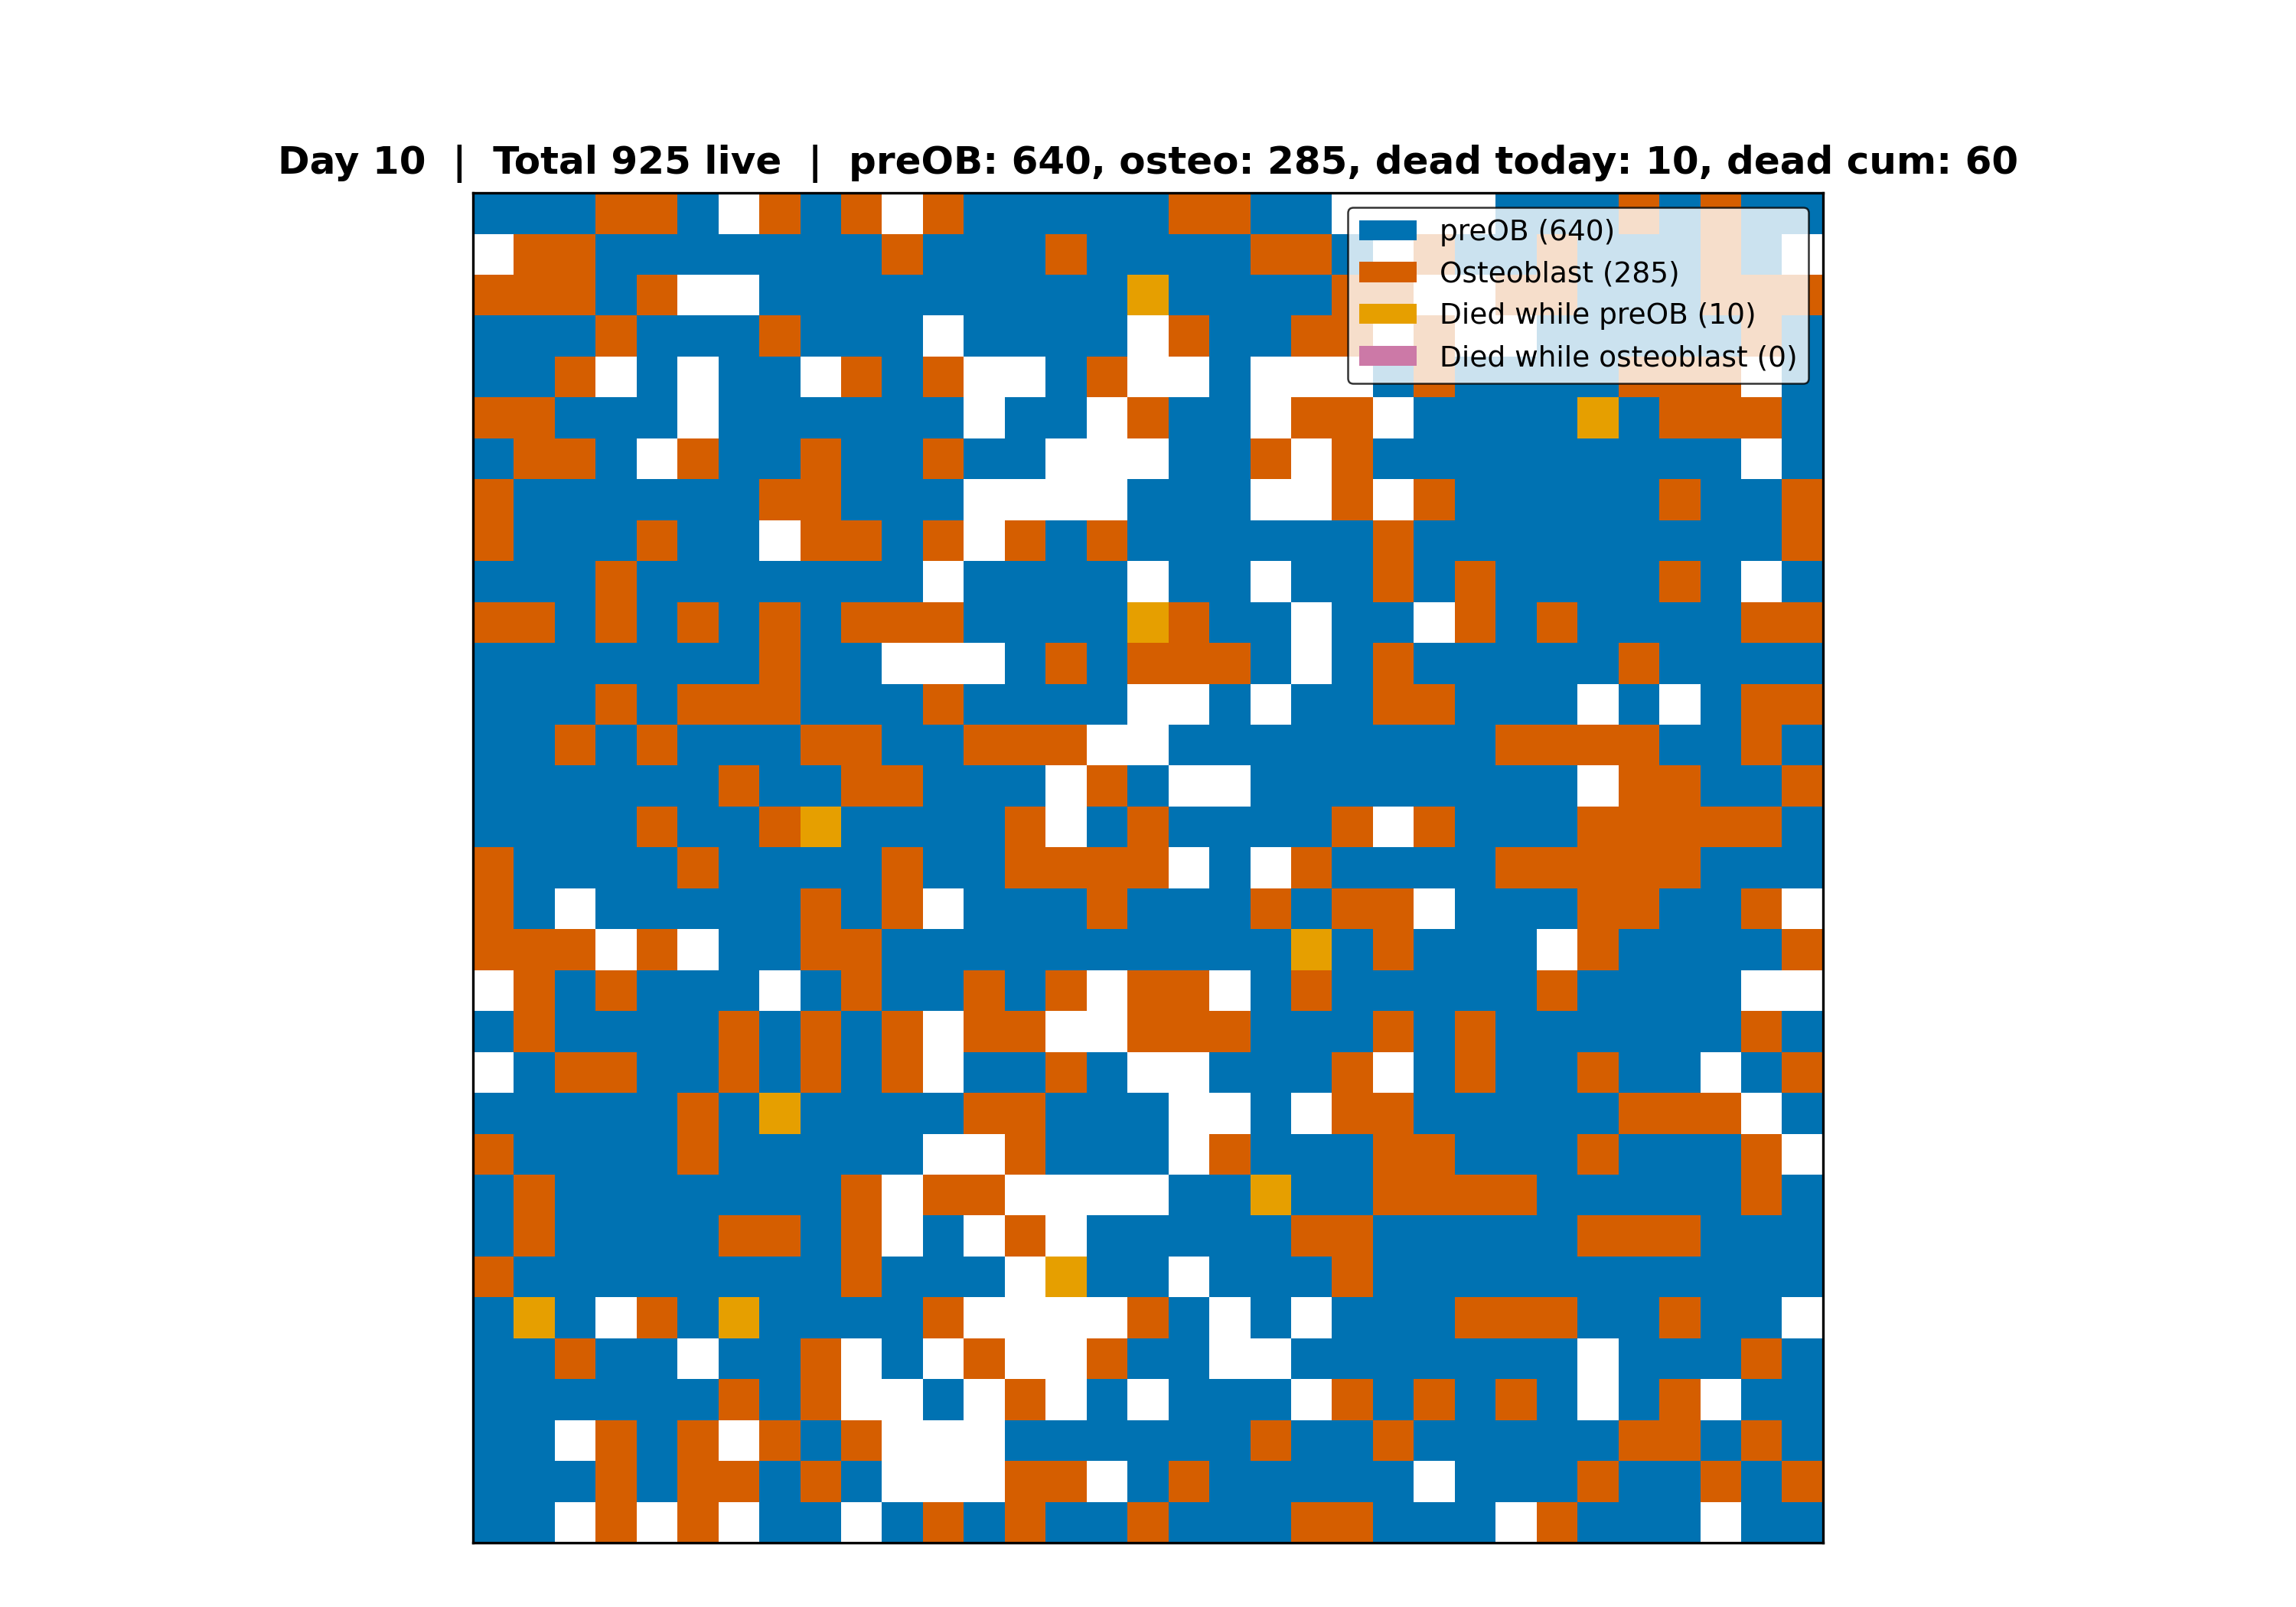 Day 10 | Total 925 live | preOB: 640, osteo: 285, dead today: 10, dead cum: 60
preOB (640)
Osteoblast (285)
Died while preOB (10)
Died while osteoblast (0)